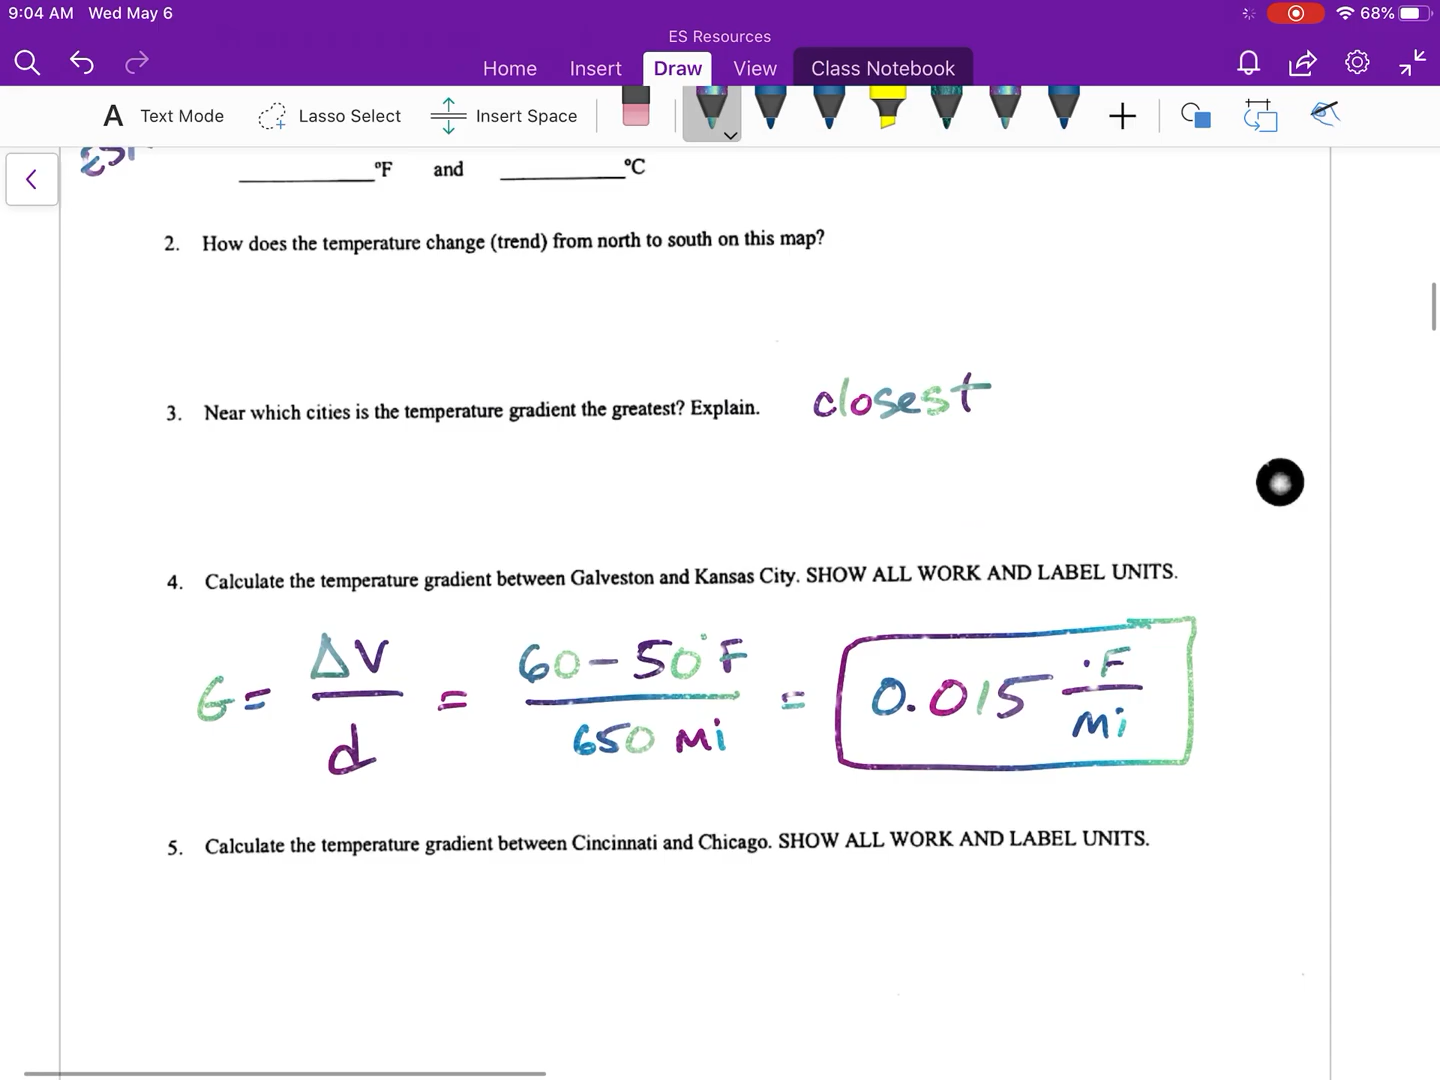 9:04 AM Wed May 6
68%
ES Resources
Home Insert Draw View Class Notebook
A Text Mode Lasso Select Insert Space
°F and °C
2. How does the temperature change (trend) from north to south on this map?
3. Near which cities is the temperature gradient the greatest? Explain. closest
4. Calculate the temperature gradient between Galveston and Kansas City. SHOW ALL WORK AND LABEL UNITS.
G = ΔV / d = 60 - 50°F / 650 Mi = 0.015 °F / Mi
5. Calculate the temperature gradient between Cincinnati and Chicago. SHOW ALL WORK AND LABEL UNITS.